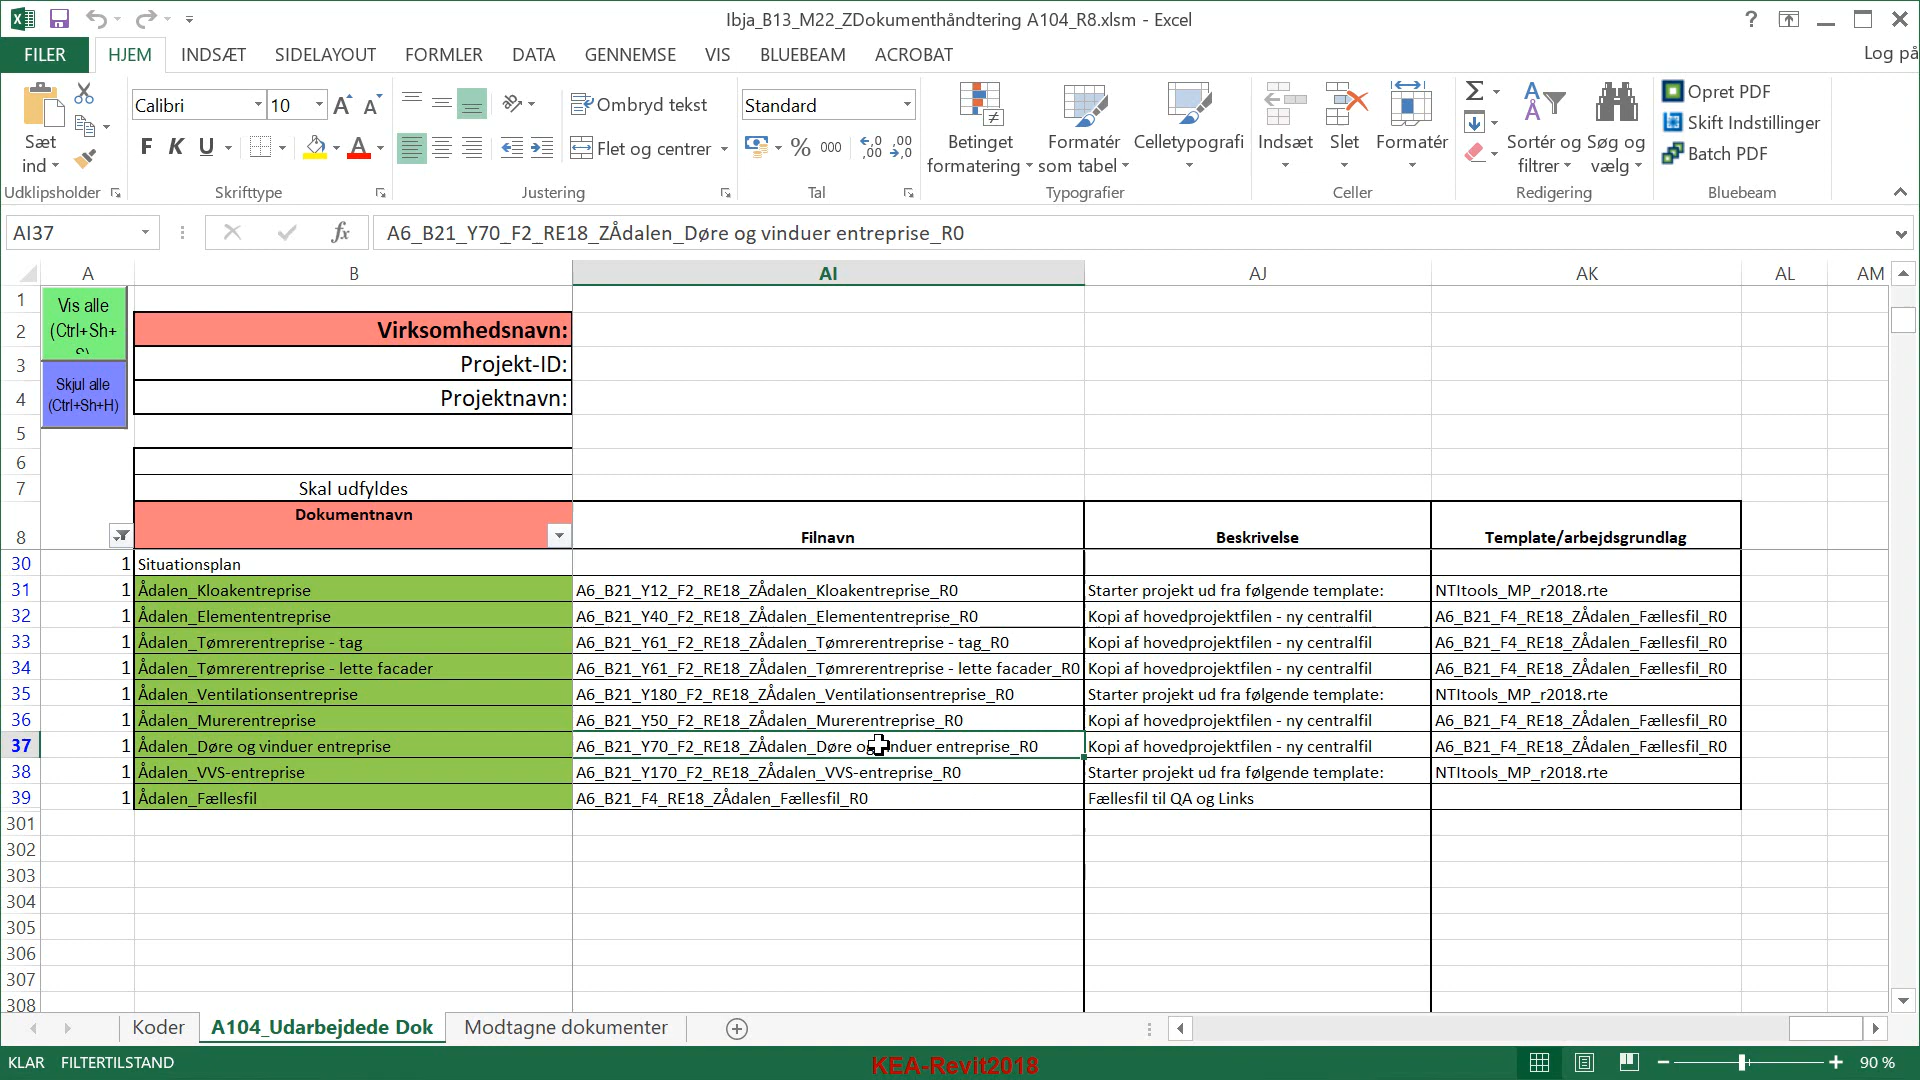 Ibja_B13_M22_ZDokumenthåndtering A104_R8.xlsm - Excel
FILER HJEM INDSÆT SIDELAYOUT FORMLER DATA GENNEMSE VIS BLUEBEAM ACROBAT Log på
Sæt ind
Udklipsholder
Calibri 10
F K U
Skrifttype
Ombryd tekst
Flet og centrer
Justering
Standard
% 000
Tal
Betinget formatering
Formatér som tabel
Celletypografi
Typografier
Indsæt Slet Formatér
Celler
Sortér og filtrer
Søg og vælg
Redigering
Opret PDF
Skift Indstillinger
Batch PDF
Bluebeam
AI37 fx A6_B21_Y70_F2_RE18_ZÅdalen_Døre og vinduer entreprise_R0
A B AI AJ AK AL AM
1
Vis alle (Ctrl+Sh+
2 Virksomhedsnavn:
3 Projekt-ID:
Skjul alle (Ctrl+Sh+H)
4 Projektnavn:
5
6
7 Skal udfyldes
8 Dokumentnavn Filnavn Beskrivelse Template/arbejdsgrundlag
30 1 Situationsplan
31 1 Ådalen_Kloakentreprise A6_B21_Y12_F2_RE18_ZÅdalen_Kloakentreprise_R0 Starter projekt ud fra følgende template: NTItools_MP_r2018.rte
32 1 Ådalen_Elemententreprise A6_B21_Y40_F2_RE18_ZÅdalen_Elemententreprise_R0 Kopi af hovedprojektfilen - ny centralfil A6_B21_F4_RE18_ZÅdalen_Fællesfil_R0
33 1 Ådalen_Tømrerentreprise - tag A6_B21_Y61_F2_RE18_ZÅdalen_Tømrerentreprise - tag_R0 Kopi af hovedprojektfilen - ny centralfil A6_B21_F4_RE18_ZÅdalen_Fællesfil_R0
34 1 Ådalen_Tømrerentreprise - lette facader A6_B21_Y61_F2_RE18_ZÅdalen_Tømrerentreprise - lette facader_R0 Kopi af hovedprojektfilen - ny centralfil A6_B21_F4_RE18_ZÅdalen_Fællesfil_R0
35 1 Ådalen_Ventilationsentreprise A6_B21_Y180_F2_RE18_ZÅdalen_Ventilationsentreprise_R0 Starter projekt ud fra følgende template: NTItools_MP_r2018.rte
36 1 Ådalen_Murerentreprise A6_B21_Y50_F2_RE18_ZÅdalen_Murerentreprise_R0 Kopi af hovedprojektfilen - ny centralfil A6_B21_F4_RE18_ZÅdalen_Fællesfil_R0
37 1 Ådalen_Døre og vinduer entreprise A6_B21_Y70_F2_RE18_ZÅdalen_Døre og vinduer entreprise_R0 Kopi af hovedprojektfilen - ny centralfil A6_B21_F4_RE18_ZÅdalen_Fællesfil_R0
38 1 Ådalen_VVS-entreprise A6_B21_Y170_F2_RE18_ZÅdalen_VVS-entreprise_R0 Starter projekt ud fra følgende template: NTItools_MP_r2018.rte
39 1 Ådalen_Fællesfil A6_B21_F4_RE18_ZÅdalen_Fællesfil_R0 Fællesfil til QA og Links
301
302
303
304
305
306
307
308
Koder A104_Udarbejdede Dok Modtagne dokumenter
KLAR FILTERTILSTAND KEA-Revit2018 90 %